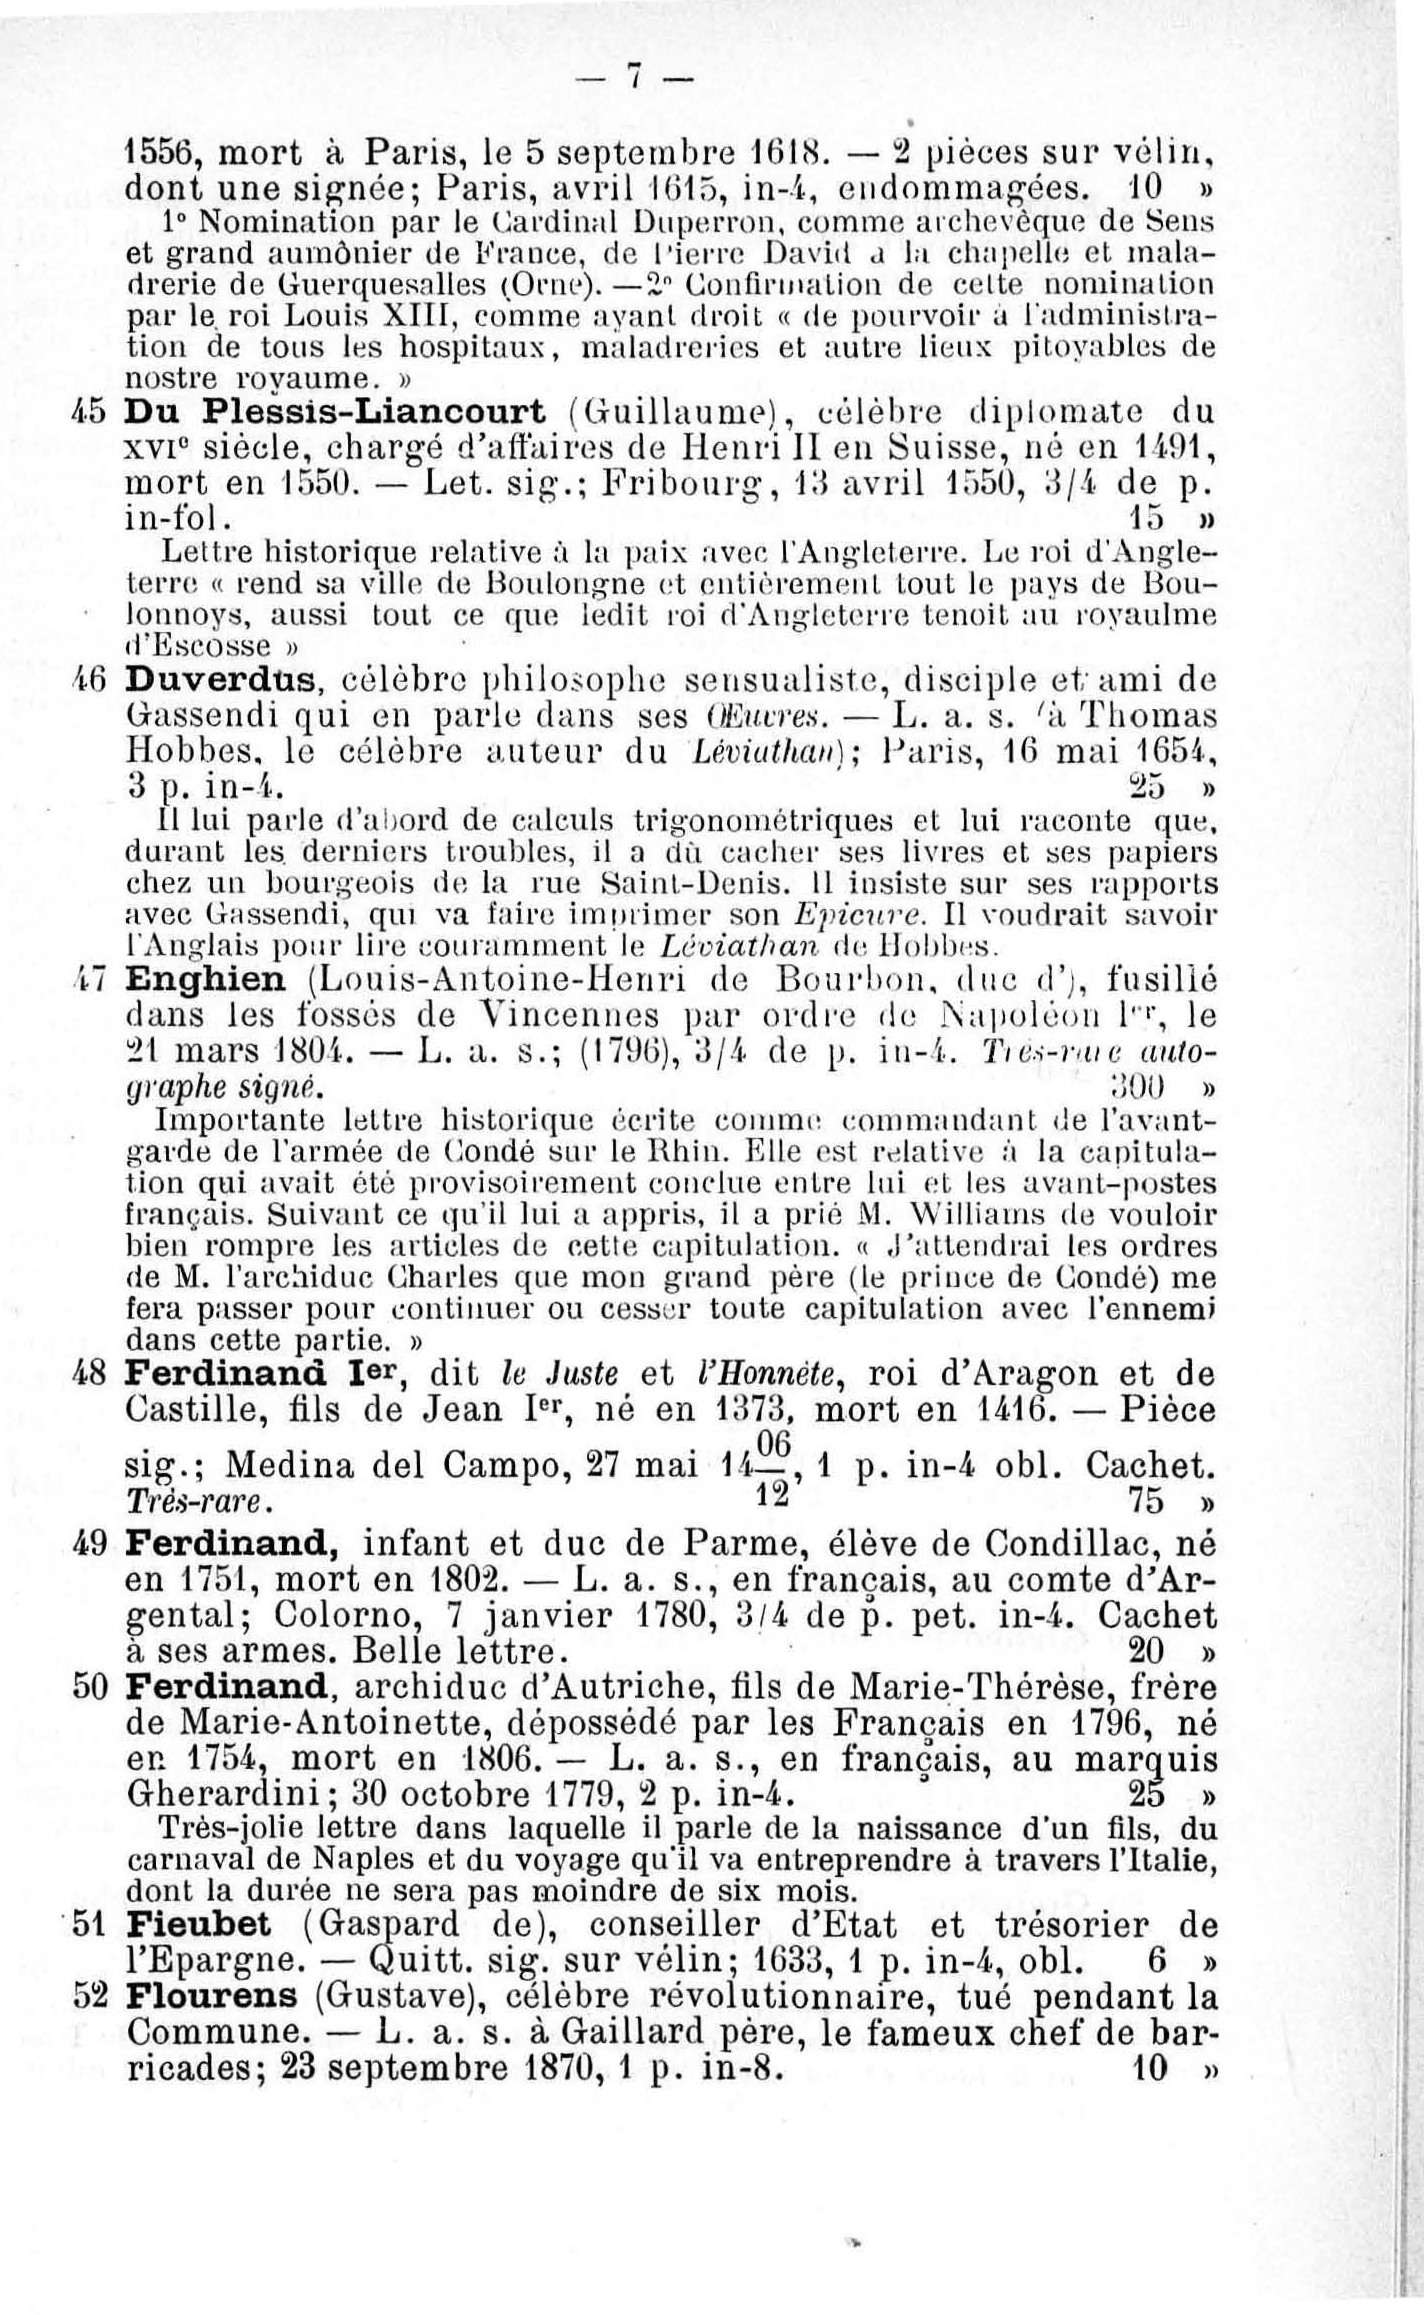 — 7 —
1556, mort à Paris, le 5 septembre 1618. — 2 pièces sur vélin,
dont une signée; Paris, avril 1615, in-4, endommagées. 10 »
1° Nomination par le Cardinal Duperron, comme archevêque de Sens
et grand aumônier de France, de Pierre David à la chapelle et mala-
drerie de Guerquesalles (Orne). —2° Confirmation de cette nomination
par le roi Louis XIII, comme ayant droit « de pourvoir à l'administra-
tion de tous les hospitaux, maladreries et autre lieux pitoyables de
nostre royaume. »
45 Du Plessis-Liancourt (Guillaume), célèbre diplomate du
XVIe siècle, chargé d'affaires de Henri II en Suisse, né en 1491,
mort en 1550. — Let. sig.; Fribourg, 13 avril 1550, 3/4 de p.
in-fol. 15 »
Lettre historique relative à la paix avec l'Angleterre. Le roi d'Angle-
terre « rend sa ville de Boulongne et entièrement tout le pays de Bou-
lonnoys, aussi tout ce que ledit roi d'Angleterre tenoit au royaulme
d'Escosse »
46 Duverdus, célèbre philosophe sensualiste, disciple et ami de
Gassendi qui en parle dans ses Œuvres. — L. a. s. (à Thomas
Hobbes, le célèbre auteur du Léviathan); Paris, 16 mai 1654,
3 p. in-4. 25 »
Il lui parle d'abord de calculs trigonométriques et lui raconte que,
durant les derniers troubles, il a dû cacher ses livres et ses papiers
chez un bourgeois de la rue Saint-Denis. Il insiste sur ses rapports
avec Gassendi, qui va faire imprimer son Epicure. Il voudrait savoir
l'Anglais pour lire couramment le Léviathan de Hobbes.
47 Enghien (Louis-Antoine-Henri de Bourbon, duc d'), fusillé
dans les fossés de Vincennes par ordre de Napoléon Ier, le
21 mars 1804. — L. a. s.; (1796), 3/4 de p. in-4. Très-rare auto-
graphe signé. 300 »
Importante lettre historique écrite comme commandant de l'avant-
garde de l'armée de Condé sur le Rhin. Elle est relative à la capitula-
tion qui avait été provisoirement conclue entre lui et les avant-postes
français. Suivant ce qu'il lui a appris, il a prié M. Williams de vouloir
bien rompre les articles de cette capitulation. « J'attendrai les ordres
de M. l'archiduc Charles que mon grand père (le prince de Condé) me
fera passer pour continuer ou cesser toute capitulation avec l'ennemi
dans cette partie. »
48 Ferdinand Ier, dit le Juste et l'Honnête, roi d'Aragon et de
Castille, fils de Jean Ier, né en 1373, mort en 1416. — Pièce
sig.; Medina del Campo, 27 mai 14 06/12, 1 p. in-4 obl. Cachet.
Très-rare. 75 »
49 Ferdinand, infant et duc de Parme, élève de Condillac, né
en 1751, mort en 1802. — L. a. s., en français, au comte d'Ar-
gental; Colorno, 7 janvier 1780, 3/4 de p. pet. in-4. Cachet
à ses armes. Belle lettre. 20 »
50 Ferdinand, archiduc d'Autriche, fils de Marie-Thérèse, frère
de Marie-Antoinette, dépossédé par les Français en 1796, né
en 1754, mort en 1806. — L. a. s., en français, au marquis
Gherardini; 30 octobre 1779, 2 p. in-4. 25 »
Très-jolie lettre dans laquelle il parle de la naissance d'un fils, du
carnaval de Naples et du voyage qu'il va entreprendre à travers l'Italie,
dont la durée ne sera pas moindre de six mois.
51 Fieubet (Gaspard de), conseiller d'Etat et trésorier de
l'Epargne. — Quitt. sig. sur vélin; 1633, 1 p. in-4, obl. 6 »
52 Flourens (Gustave), célèbre révolutionnaire, tué pendant la
Commune. — L. a. s. à Gaillard père, le fameux chef de bar-
ricades; 23 septembre 1870, 1 p. in-8. 10 »